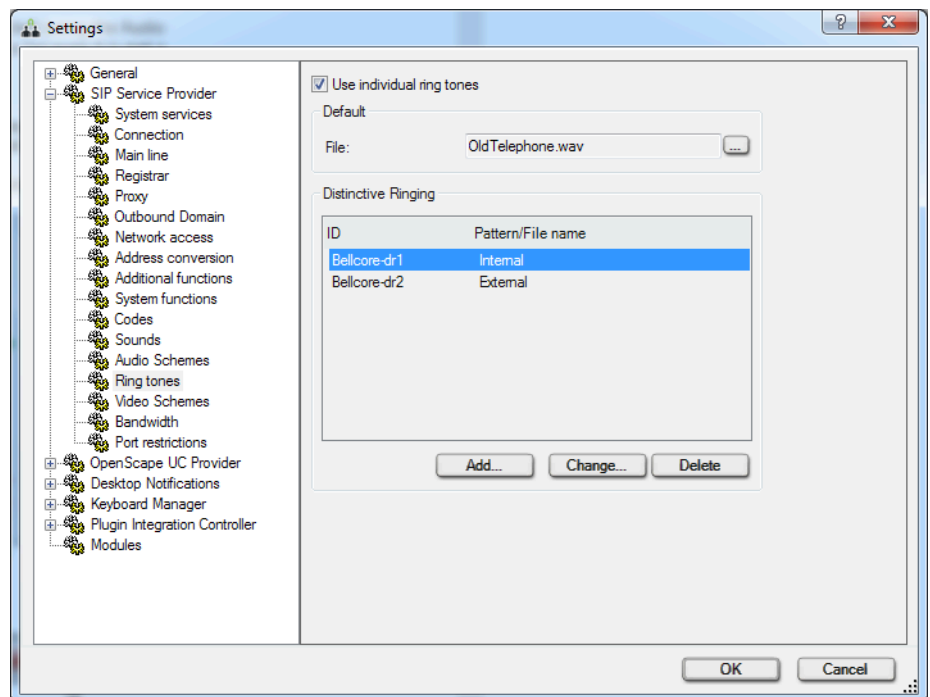 Settings
General
SIP Service Provider
System services
Connection
Main line
Registrar
Proxy
Outbound Domain
Network access
Address conversion
Additional functions
System functions
Codes
Sounds
Audio Schemes
Ring tones
Video Schemes
Bandwidth
Port restrictions
OpenScape UC Provider
Desktop Notifications
Keyboard Manager
Plugin Integration Controller
Modules
Use individual ring tones
Default
File: OldTelephone.wav ...
Distinctive Ringing
ID Pattern/File name
Bellcore-dr1 Internal
Bellcore-dr2 External
Add... Change... Delete
OK Cancel